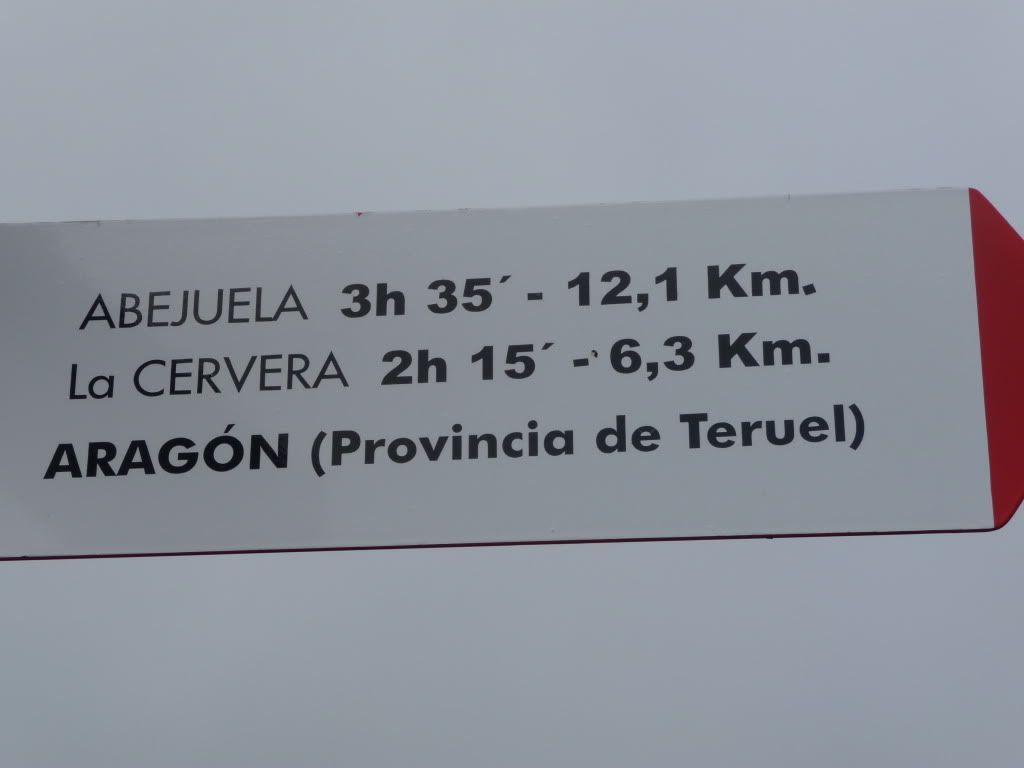 ABEJUELA 3h 35´ - 12,1 Km.
La CERVERA 2h 15´ - 6,3 Km.
ARAGÓN (Provincia de Teruel)